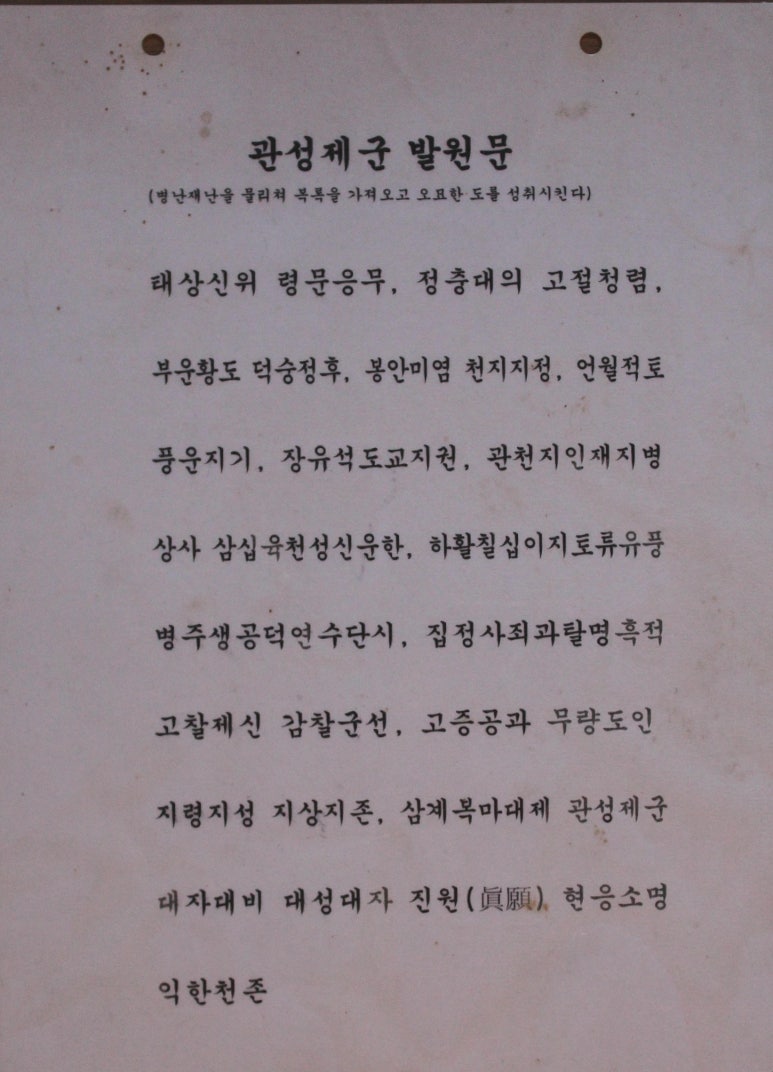 관성제군 발원문
(병난재난을 물리쳐 복록을 가져오고 오묘한 도를 성취시킨다)
태상신위 령문응무, 정충대의 고절청렴,
부운황도 덕숭정후, 봉안미염 천지지정, 언월적토
풍운지기, 장유석도교지권, 관천지인재지병
상사 삼십육천성신운한, 하활칠십이지토류유풍
병주생공덕연수단시, 집정사죄과탈명흑적
고찰제신 감찰군선, 고증공과 무량도인
지령지성 지상지존, 삼계복마대제 관성제군
대자대비 대성대자 진원(眞願) 현응소명
익한천존